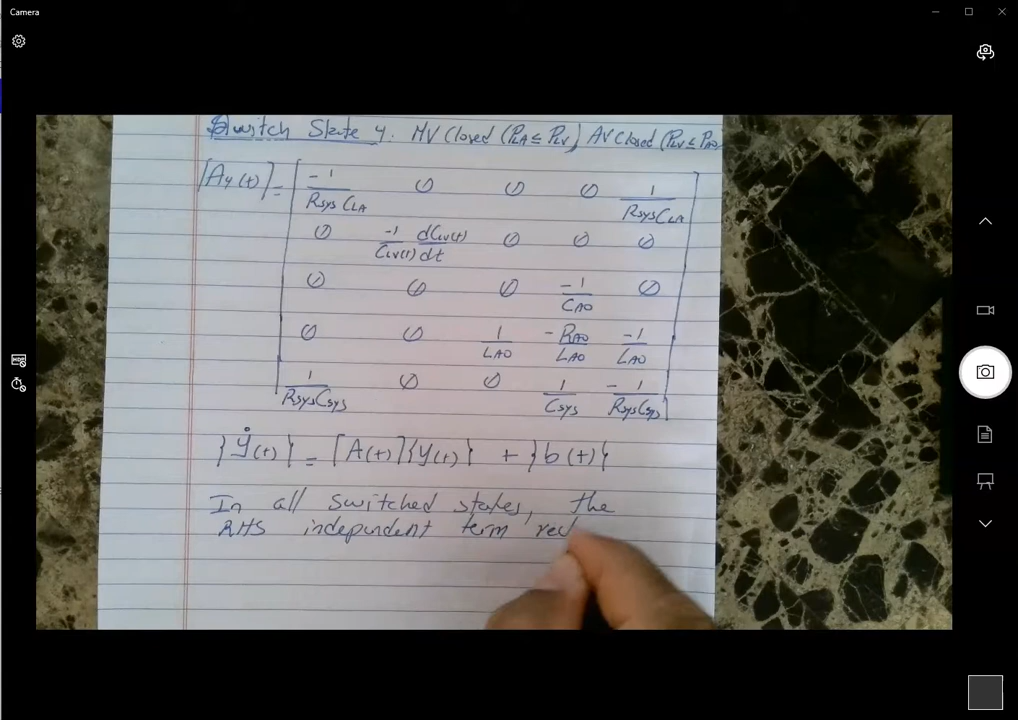 Camera
Switch State 4. MV Closed (PLA ≤ PLV) AV Closed (PLV ≤ PAO
[A4(t)] = [ -1/(RSYS CLA) 0 0 0 1/(RSYS CLA)
0 -1/CLV(t) dCLV(t)/dt 0 0 0
0 0 0 -1/CAO 0
0 0 1/LAO -RAO/LAO -1/LAO
1/(RSYS CSYS) 0 0 1/CSYS -1/(RSYS CSYS) ]
{ẏ(t)} = [A(t)]{y(t)} + {b(t)}
In all switched states, the
RHS independent term red